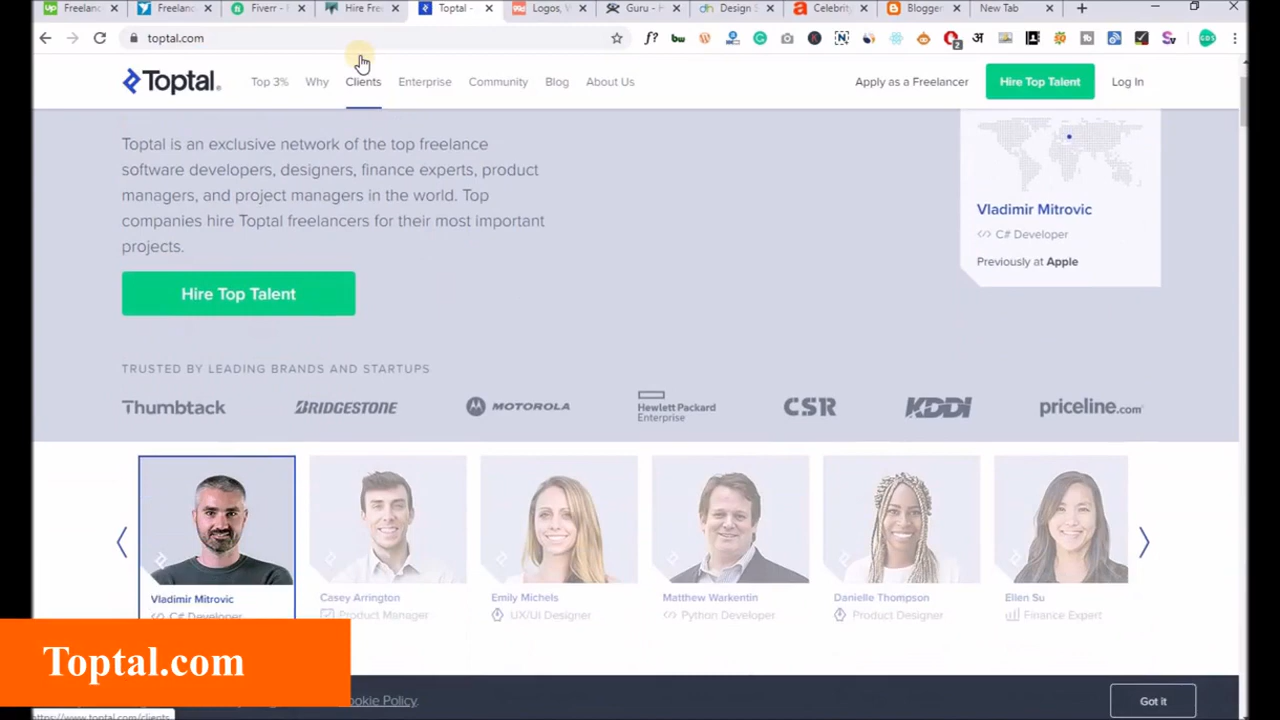 Freelanc
Freelanc
Fiverr -
Hire Fre
Toptal -
Logos, V
Guru - H
Design S
Celebrity
Blogger
New Tab
toptal.com
Toptal.
Top 3%
Why
Clients
Enterprise
Community
Blog
About Us
Apply as a Freelancer
Hire Top Talent
Log In
Toptal is an exclusive network of the top freelance
software developers, designers, finance experts, product
managers, and project managers in the world. Top
companies hire Toptal freelancers for their most important
projects.
Hire Top Talent
Vladimir Mitrovic
C# Developer
Previously at Apple
TRUSTED BY LEADING BRANDS AND STARTUPS
Thumbtack
BRIDGESTONE
MOTOROLA
Hewlett Packard
Enterprise
CSR
KDDI
priceline.com
Vladimir Mitrovic
C# Developer
Casey Arrington
Product Manager
Emily Michels
UX/UI Designer
Matthew Warkentin
Python Developer
Danielle Thompson
Product Designer
Ellen Su
Finance Expert
Toptal.com
ookie Policy.
Got it
https://www.toptal.com/clients